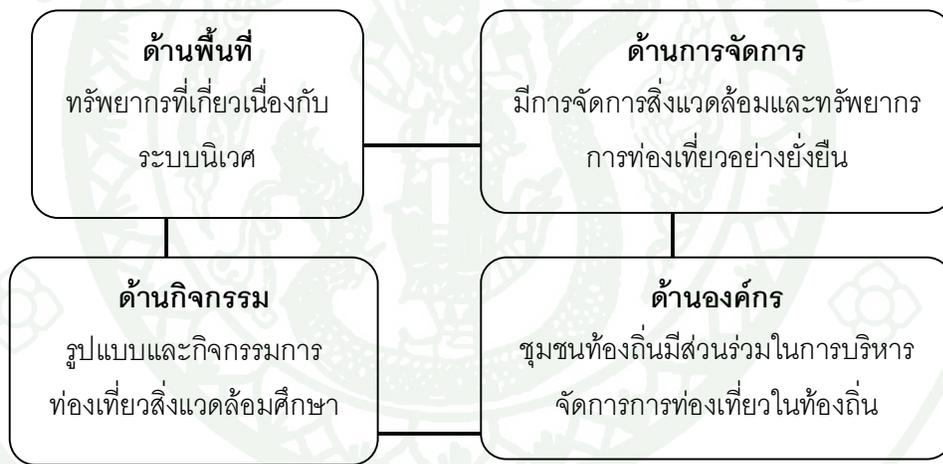 ด้านพื้นที่
ทรัพยากรที่เกี่ยวเนื่องกับ
ระบบนิเวศ
ด้านการจัดการ
มีการจัดการสิ่งแวดล้อมและทรัพยากร
การท่องเที่ยวอย่างยั่งยืน
ด้านกิจกรรม
รูปแบบและกิจกรรมการ
ท่องเที่ยวสิ่งแวดล้อมศึกษา
ด้านองค์กร
ชุมชนท้องถิ่นมีส่วนร่วมในการบริหาร
จัดการการท่องเที่ยวในท้องถิ่น